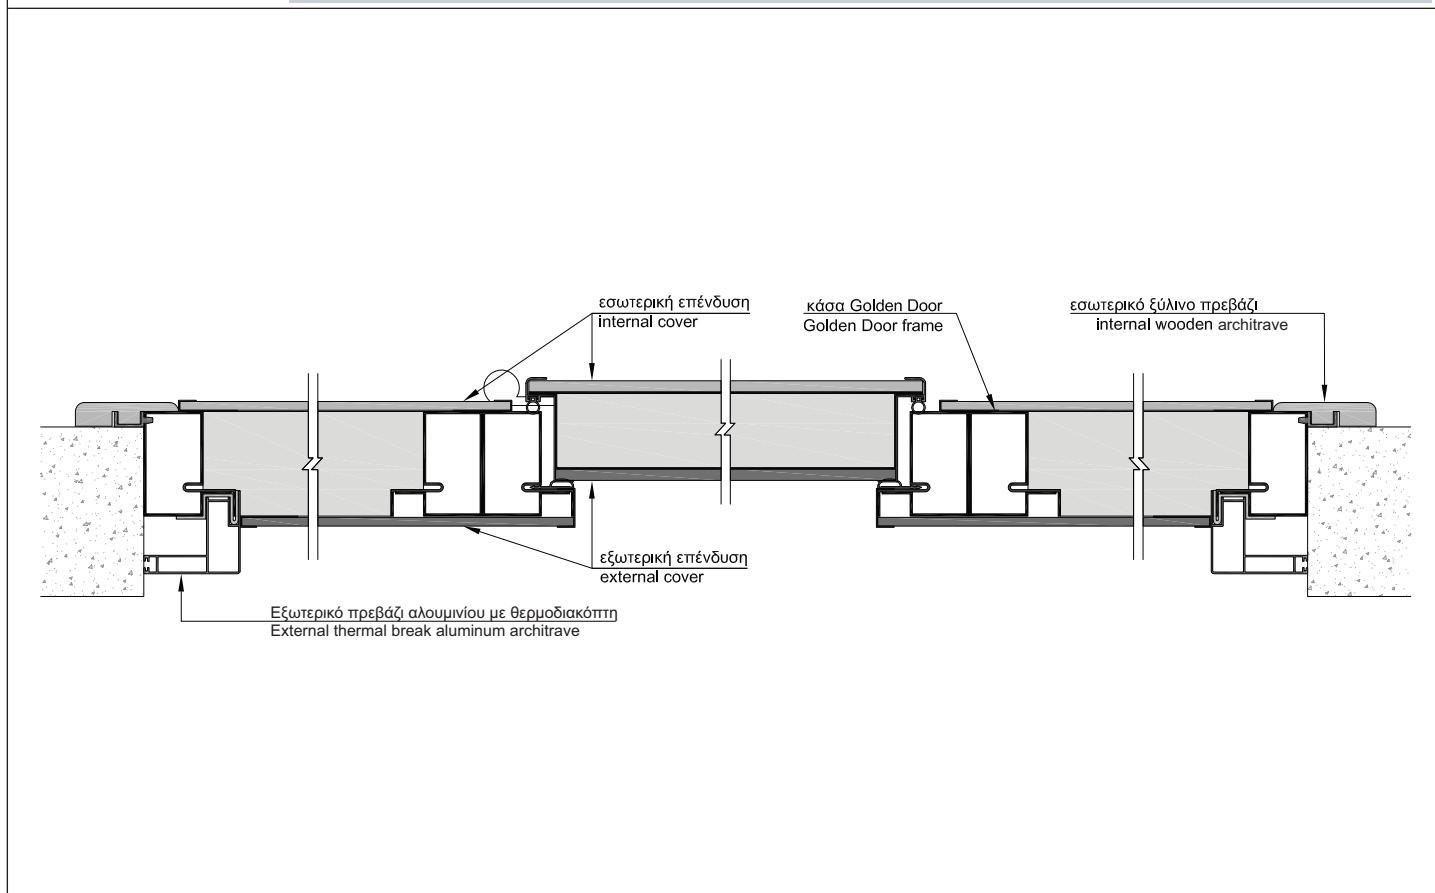 εσωτερική επένδυση
internal cover
κάσα Golden Door
Golden Door frame
εσωτερικό ξύλινο πρεβάζι
internal wooden architrave
εξωτερική επένδυση
external cover
Εξωτερικό πρεβάζι αλουμινίου με θερμοδιακόπτη
External thermal break aluminum architrave